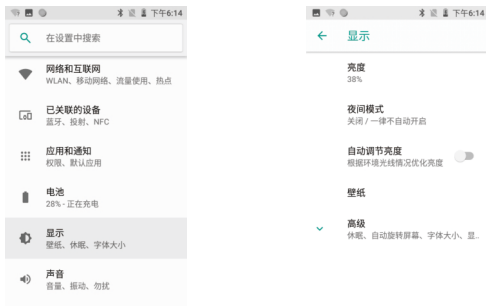 下午6:14
在设置中搜索
网络和互联网
WLAN、移动网络、流量使用、热点
已关联的设备
蓝牙、投射、NFC
应用和通知
权限、默认应用
电池
28% - 正在充电
显示
壁纸、休眠、字体大小
声音
音量、振动、勿扰
下午6:14
显示
亮度
38%
夜间模式
关闭 / 一律不自动开启
自动调节亮度
根据环境光线情况优化亮度
壁纸
高级
休眠、自动旋转屏幕、字体大小、显..